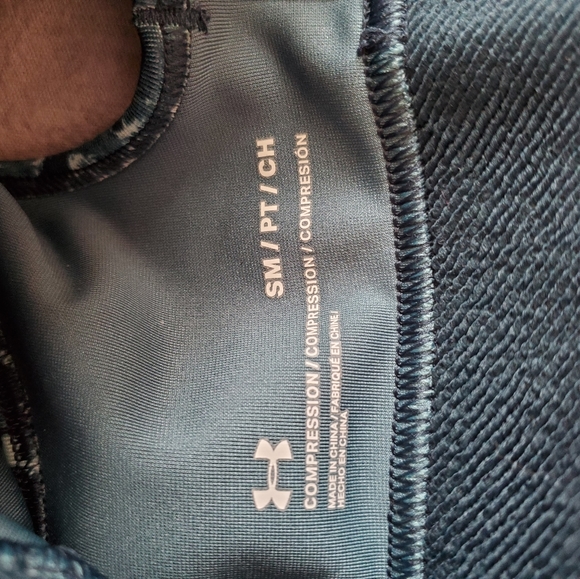 SM / PT / CH
COMPRESSION / COMPRESSION / COMPRESIÓN
MADE IN CHINA / FABRIQUÉ EN CHINE /
HECHO EN CHINA